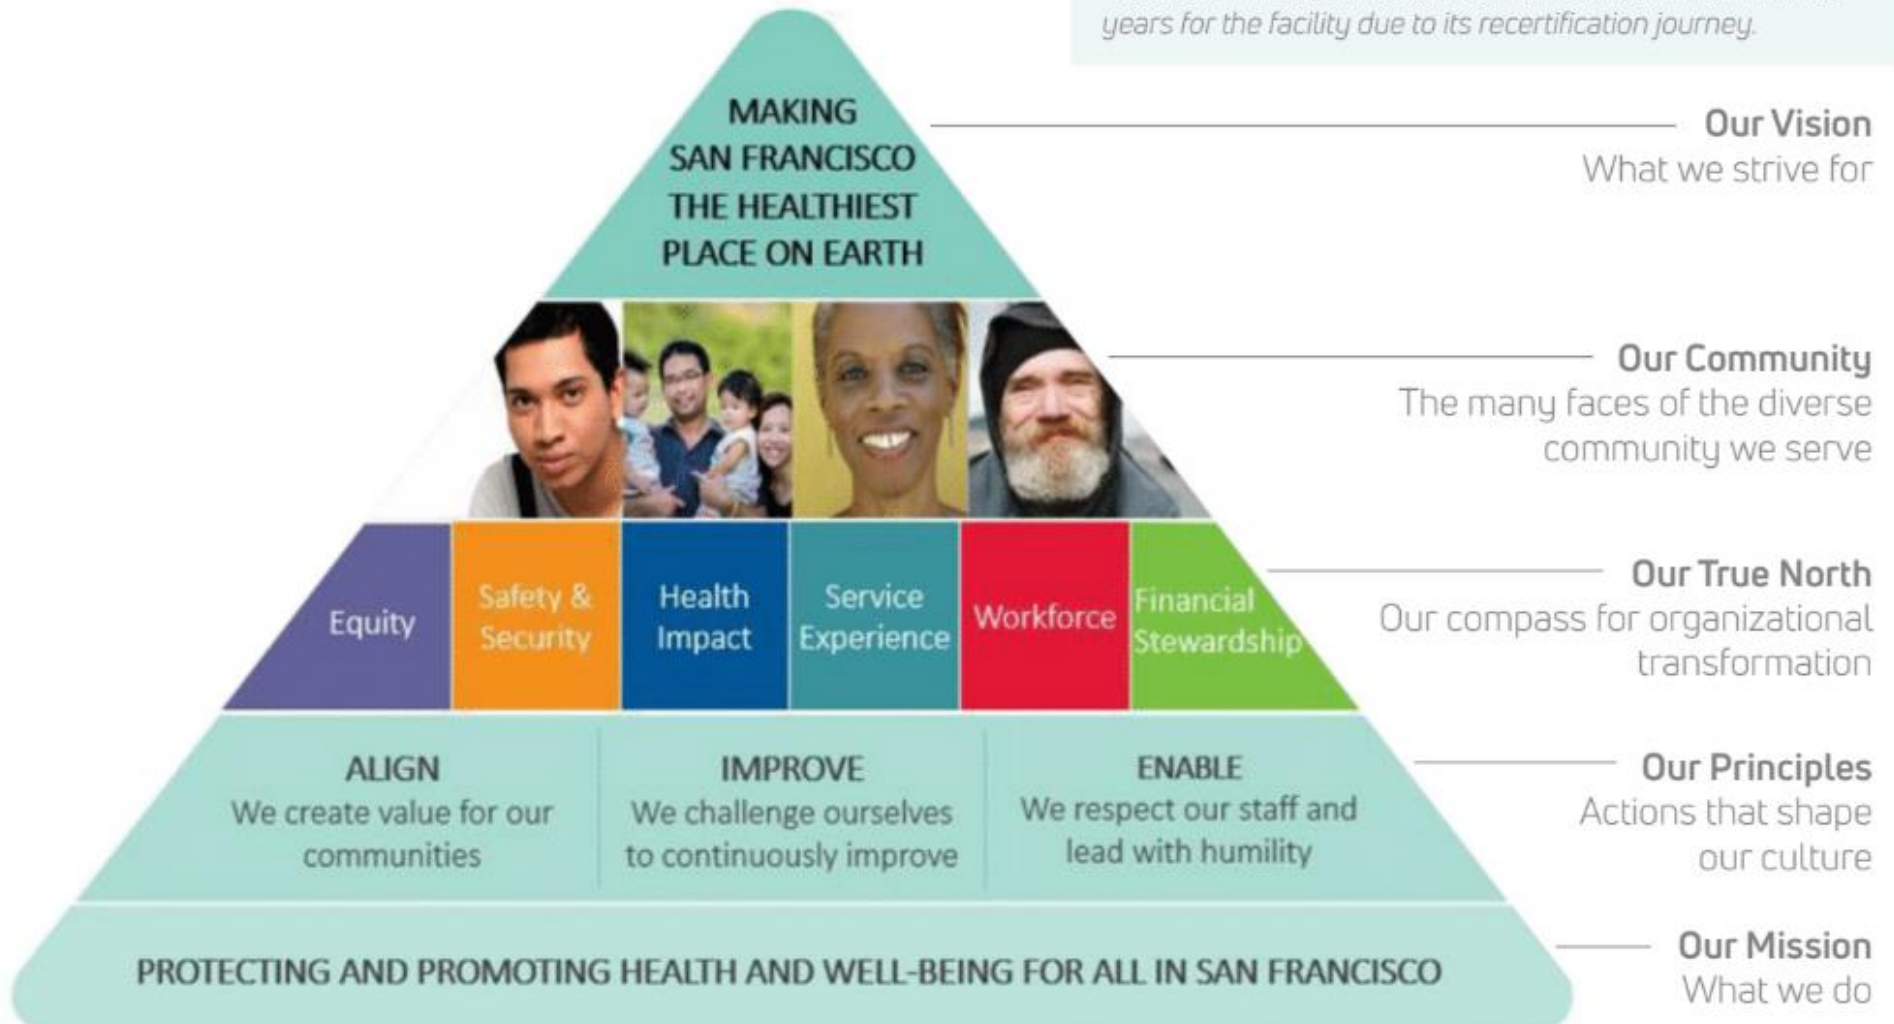 years for the facility due to its recertification journey.
MAKING
SAN FRANCISCO
THE HEALTHIEST
PLACE ON EARTH
Our Vision
What we strive for
Our Community
The many faces of the diverse
community we serve
Equity
Safety &
Security
Health
Impact
Service
Experience
Workforce
Financial
Stewardship
Our True North
Our compass for organizational
transformation
ALIGN
We create value for our
communities
IMPROVE
We challenge ourselves
to continuously improve
ENABLE
We respect our staff and
lead with humility
Our Principles
Actions that shape
our culture
PROTECTING AND PROMOTING HEALTH AND WELL-BEING FOR ALL IN SAN FRANCISCO
Our Mission
What we do